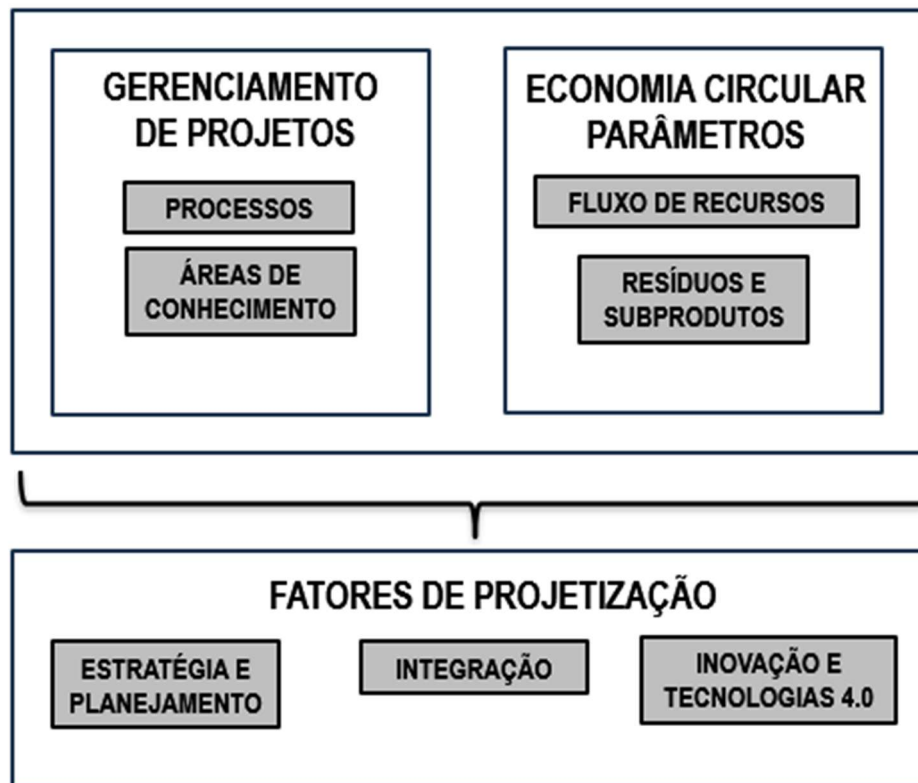 GERENCIAMENTO
DE PROJETOS
PROCESSOS
ÁREAS DE
CONHECIMENTO
ECONOMIA CIRCULAR
PARÂMETROS
FLUXO DE RECURSOS
RESÍDUOS E
SUBPRODUTOS
FATORES DE PROJETIZAÇÃO
ESTRATÉGIA E
PLANEJAMENTO
INTEGRAÇÃO
INOVAÇÃO E
TECNOLOGIAS 4.0